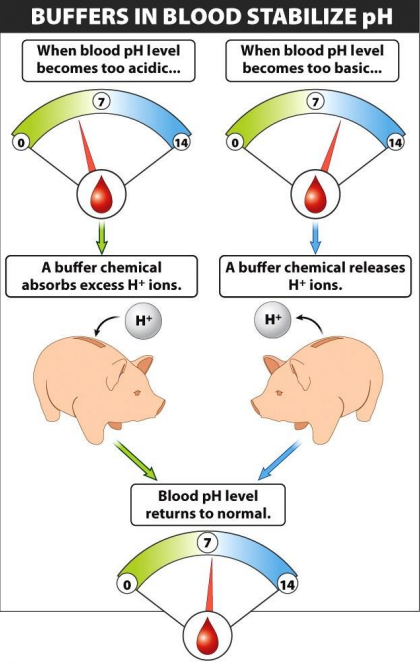 BUFFERS IN BLOOD STABILIZE pH
When blood pH level
becomes too acidic...
When blood pH level
becomes too basic...
7
0
14
7
0
14
A buffer chemical
absorbs excess H⁺ ions.
A buffer chemical releases
H⁺ ions.
H⁺
H⁺
Blood pH level
returns to normal.
7
0
14